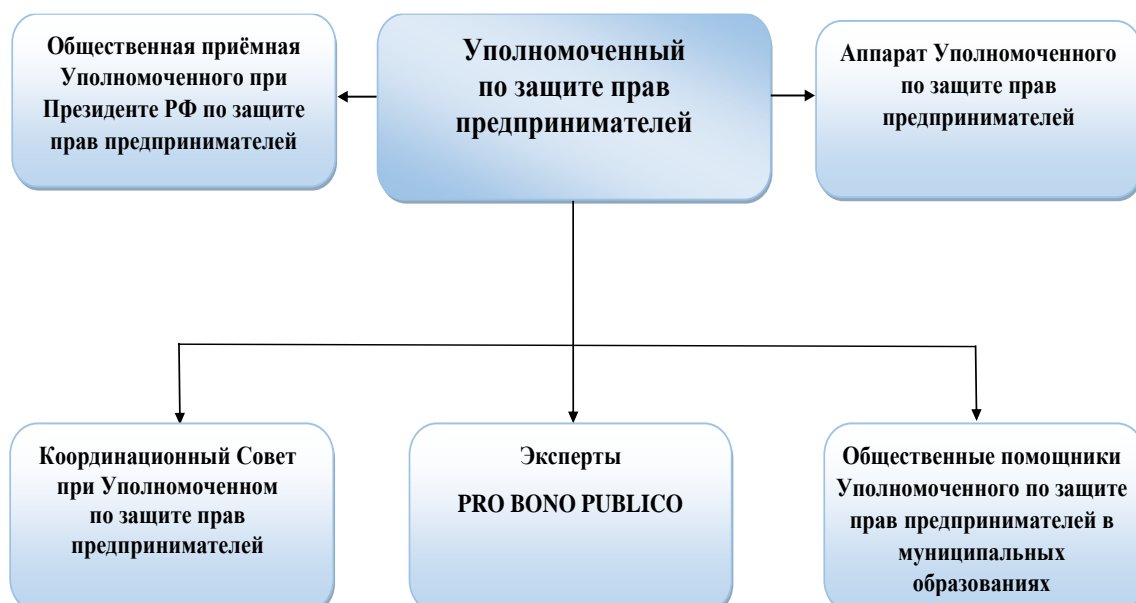 Общественная приёмная
Уполномоченного при
Президенте РФ по защите
прав предпринимателей
Уполномоченный
по защите прав
предпринимателей
Аппарат Уполномоченного
по защите прав
предпринимателей
Координационный Совет
при Уполномоченном
по защите прав
предпринимателей
Эксперты
PRO BONO PUBLICO
Общественные помощники
Уполномоченного по защите
прав предпринимателей в
муниципальных
образованиях